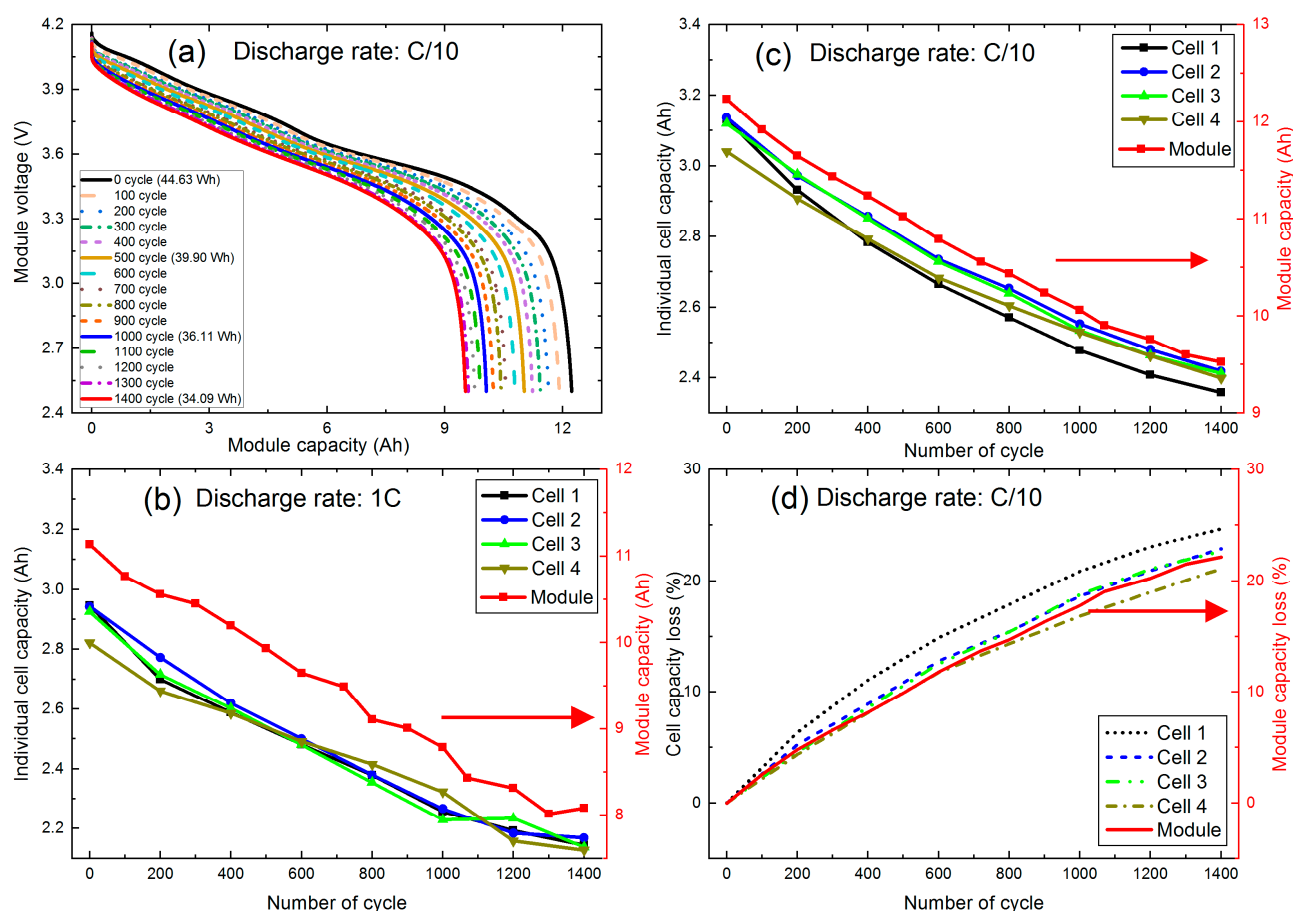 (a) Discharge rate: C/10
Module voltage (V)
4.2
3.9
3.6
3.3
3.0
2.7
2.4
0 cycle (44.63 Wh)
100 cycle
200 cycle
300 cycle
400 cycle
500 cycle (39.90 Wh)
600 cycle
700 cycle
800 cycle
900 cycle
1000 cycle (36.11 Wh)
1100 cycle
1200 cycle
1300 cycle
1400 cycle (34.09 Wh)
0 3 6 9 12
Module capacity (Ah)
(c) Discharge rate: C/10
Individual cell capacity (Ah)
3.4
3.2
3.0
2.8
2.6
2.4
Cell 1
Cell 2
Cell 3
Cell 4
Module
13
12
11
10
9
Module capacity (Ah)
0 200 400 600 800 1000 1200 1400
Number of cycle
(b) Discharge rate: 1C
Individual cell capacity (Ah)
3.4
3.2
3.0
2.8
2.6
2.4
2.2
Cell 1
Cell 2
Cell 3
Cell 4
Module
12
11
10
9
8
Module capacity (Ah)
0 200 400 600 800 1000 1200 1400
Number of cycle
(d) Discharge rate: C/10
Cell capacity loss (%)
30
20
10
0
Cell 1
Cell 2
Cell 3
Cell 4
Module
30
20
10
0
Module capacity loss (%)
0 200 400 600 800 1000 1200 1400
Number of cycle